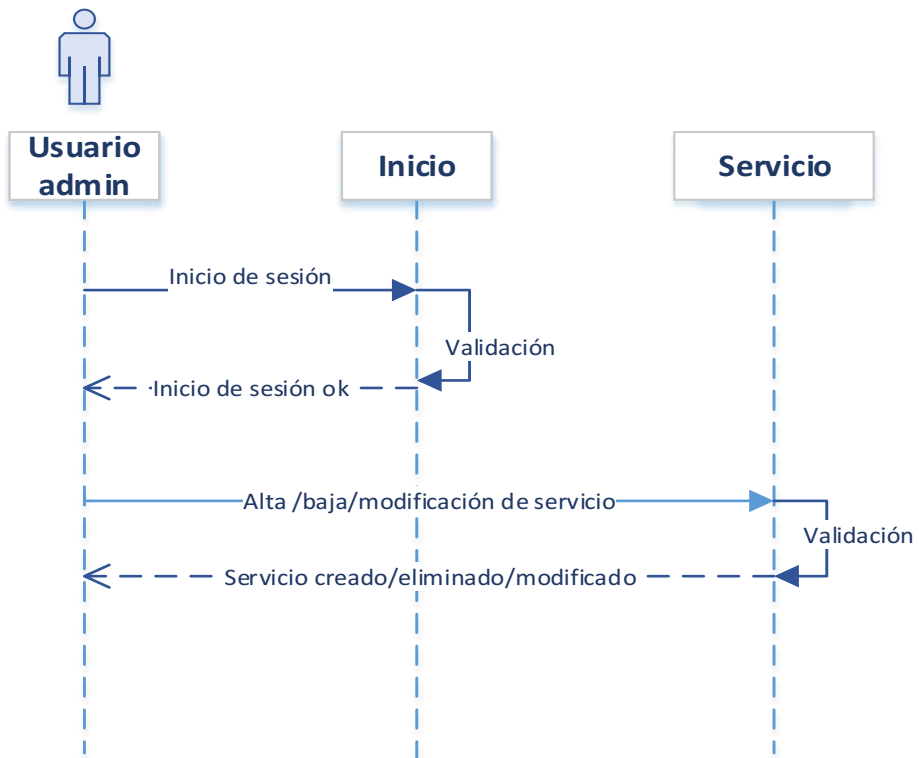 Usuario
admin
Inicio
Servicio
Inicio de sesión
Validación
Inicio de sesión ok
Alta /baja/modificación de servicio
Validación
Servicio creado/eliminado/modificado